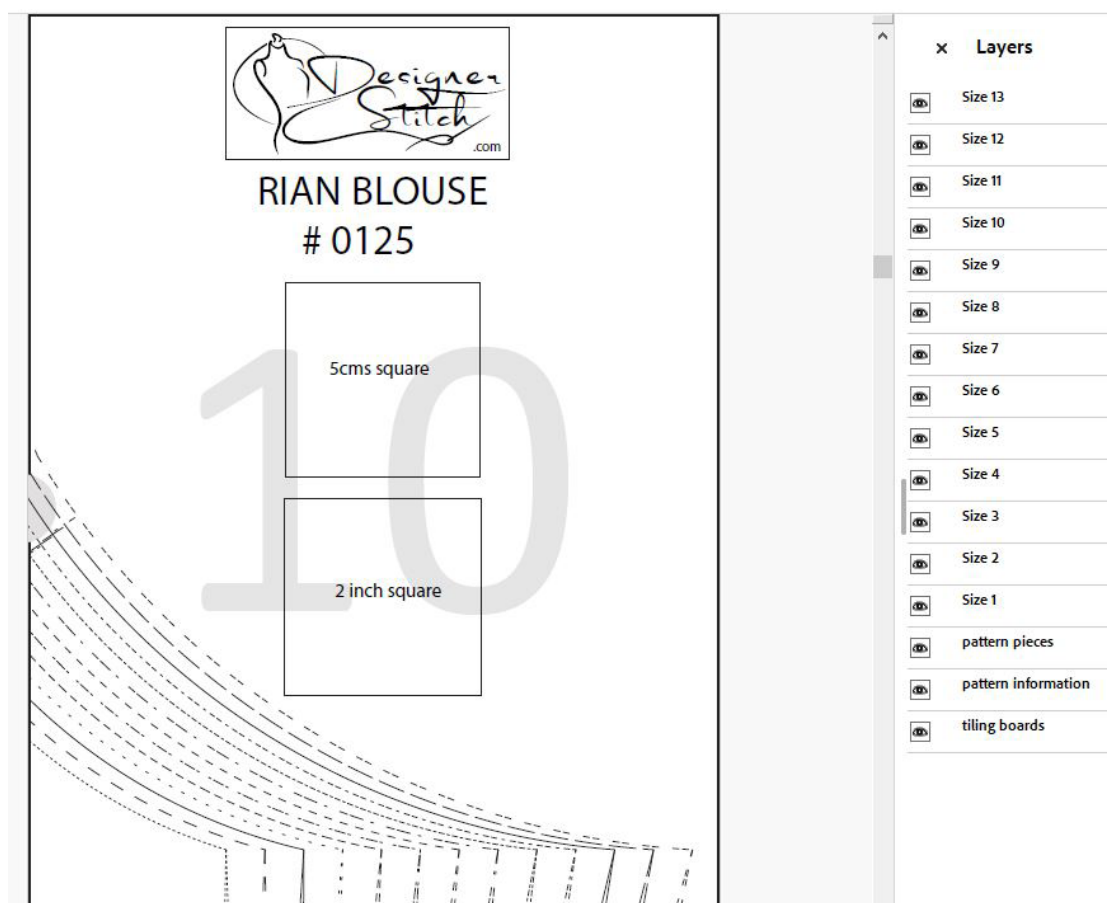 Designer
Stitch
.com
RIAN BLOUSE
# 0125
5cms square
10
2 inch square
× Layers
Size 13
Size 12
Size 11
Size 10
Size 9
Size 8
Size 7
Size 6
Size 5
Size 4
Size 3
Size 2
Size 1
pattern pieces
pattern information
tiling boards